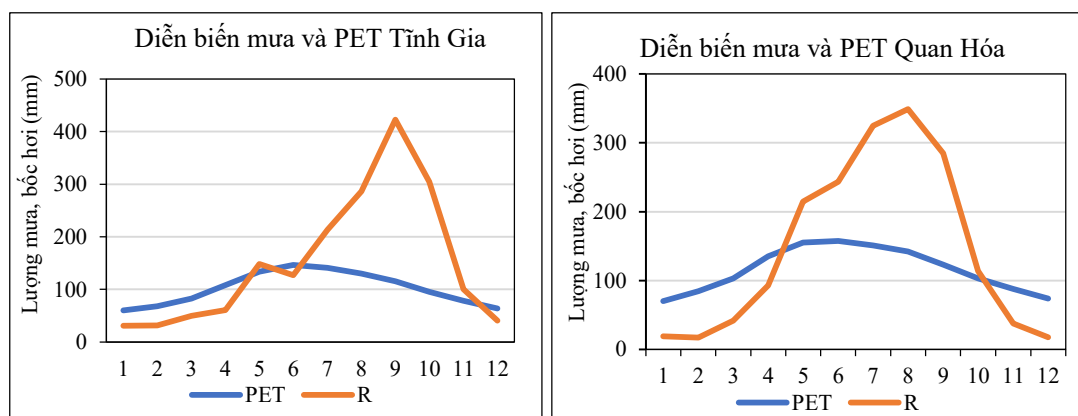 Diễn biến mưa và PET Tĩnh Gia
Lượng mưa, bốc hơi (mm)
500
400
300
200
100
0
1 2 3 4 5 6 7 8 9 10 11 12
PET R
Diễn biến mưa và PET Quan Hóa
Lượng mưa, bốc hơi (mm)
400
300
200
100
0
1 2 3 4 5 6 7 8 9 10 11 12
PET R